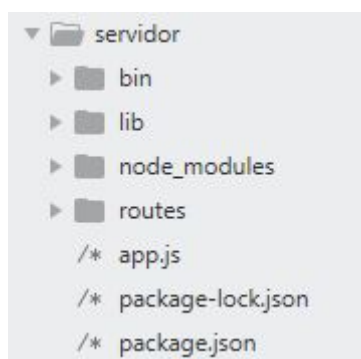 servidor
bin
lib
node_modules
routes
/* app.js
/* package-lock.json
/* package.json